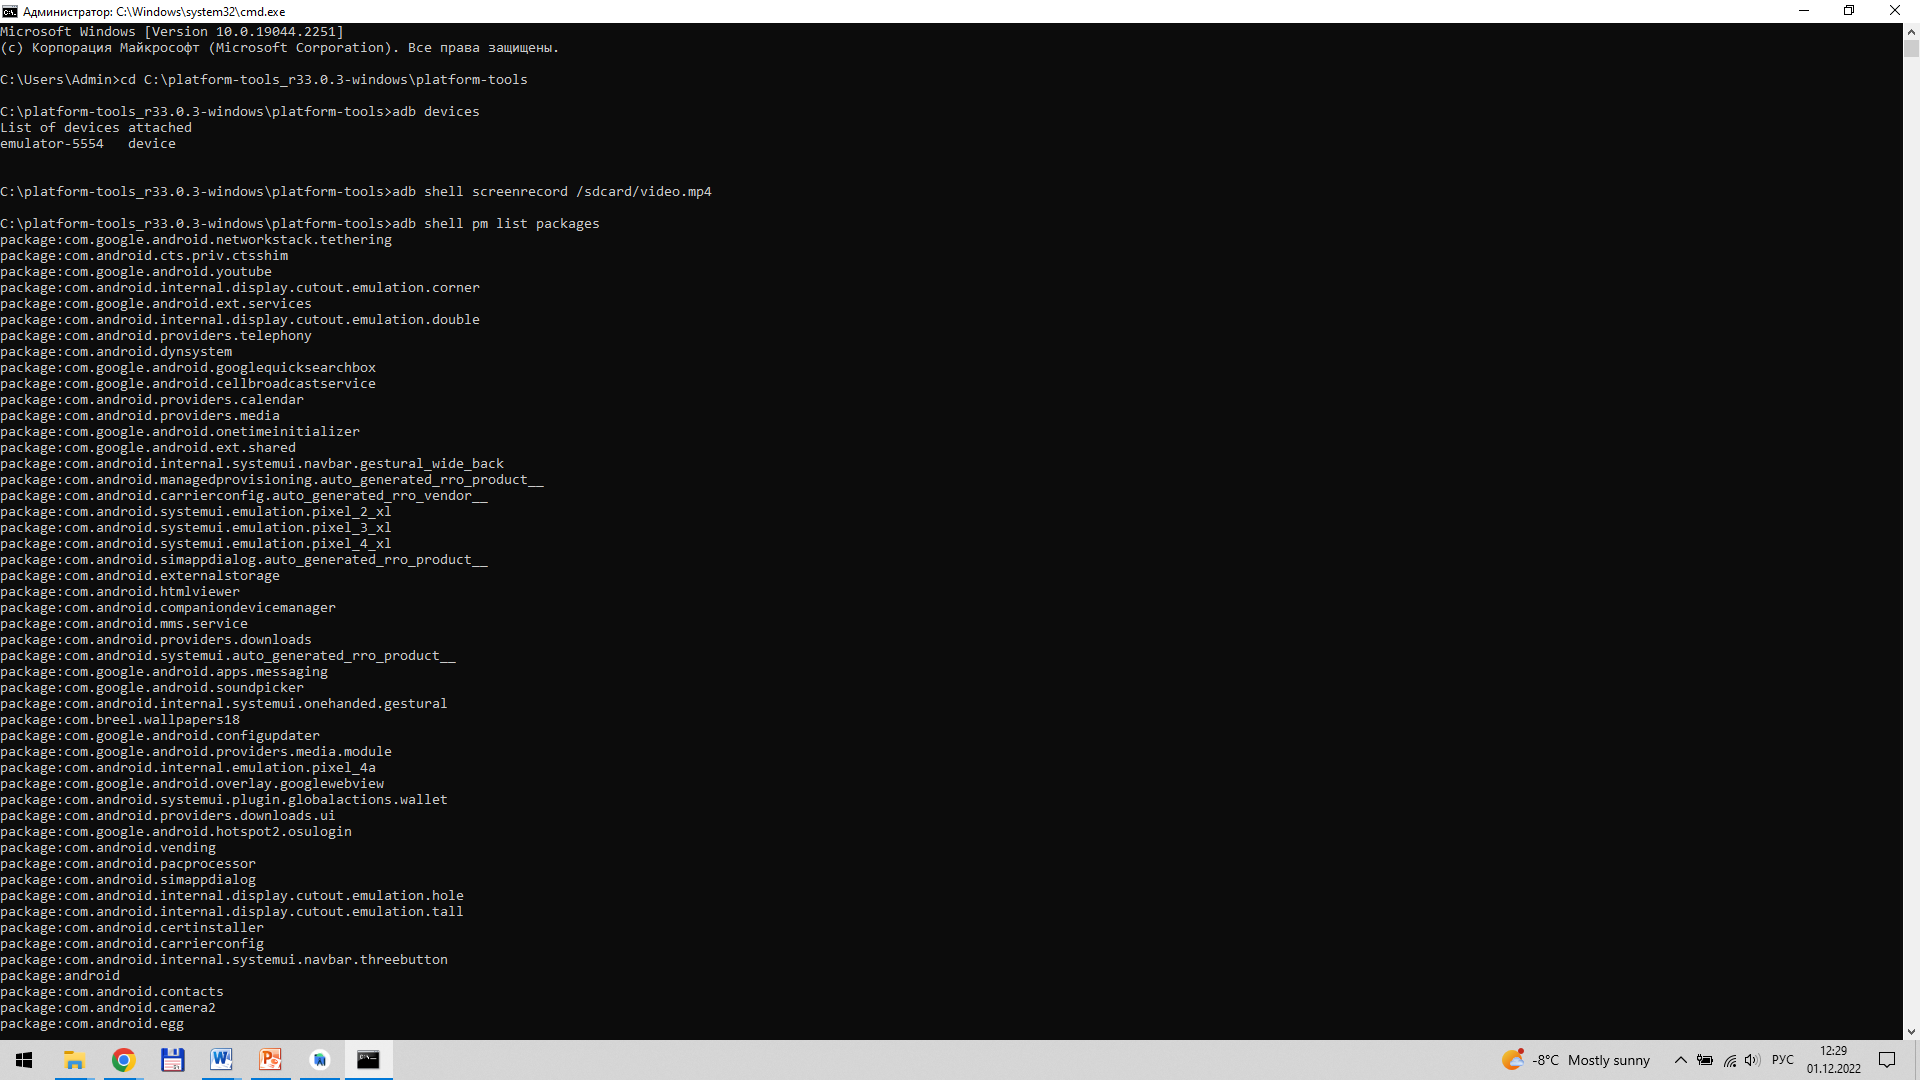 Администратор: C:\Windows\system32\cmd.exe
Microsoft Windows [Version 10.0.19044.2251]
(c) Корпорация Майкрософт (Microsoft Corporation). Все права защищены.
C:\Users\Admin>cd C:\platform-tools_r33.0.3-windows\platform-tools
C:\platform-tools_r33.0.3-windows\platform-tools>adb devices
List of devices attached
emulator-5554   device
C:\platform-tools_r33.0.3-windows\platform-tools>adb shell screenrecord /sdcard/video.mp4
C:\platform-tools_r33.0.3-windows\platform-tools>adb shell pm list packages
package:com.google.android.networkstack.tethering
package:com.android.cts.priv.ctsshim
package:com.google.android.youtube
package:com.android.internal.display.cutout.emulation.corner
package:com.google.android.ext.services
package:com.android.internal.display.cutout.emulation.double
package:com.android.providers.telephony
package:com.android.dynsystem
package:com.google.android.googlequicksearchbox
package:com.google.android.cellbroadcastservice
package:com.android.providers.calendar
package:com.android.providers.media
package:com.google.android.onetimeinitializer
package:com.google.android.ext.shared
package:com.android.internal.systemui.navbar.gestural_wide_back
package:com.android.managedprovisioning.auto_generated_rro_product__
package:com.android.carrierconfig.auto_generated_rro_vendor__
package:com.android.systemui.emulation.pixel_2_xl
package:com.android.systemui.emulation.pixel_3_xl
package:com.android.systemui.emulation.pixel_4_xl
package:com.android.simappdialog.auto_generated_rro_product__
package:com.android.externalstorage
package:com.android.htmlviewer
package:com.android.companiondevicemanager
package:com.android.mms.service
package:com.android.providers.downloads
package:com.android.systemui.auto_generated_rro_product__
package:com.google.android.apps.messaging
package:com.google.android.soundpicker
package:com.android.internal.systemui.onehanded.gestural
package:com.breel.wallpapers18
package:com.google.android.configupdater
package:com.google.android.providers.media.module
package:com.android.internal.emulation.pixel_4a
package:com.google.android.overlay.googlewebview
package:com.android.systemui.plugin.globalactions.wallet
package:com.android.providers.downloads.ui
package:com.google.android.hotspot2.osulogin
package:com.android.vending
package:com.android.pacprocessor
package:com.android.simappdialog
package:com.android.internal.display.cutout.emulation.hole
package:com.android.internal.display.cutout.emulation.tall
package:com.android.certinstaller
package:com.android.carrierconfig
package:com.android.internal.systemui.navbar.threebutton
package:android
package:com.android.contacts
package:com.android.camera2
package:com.android.egg
-8°C Mostly sunny
РУС
12:29
01.12.2022